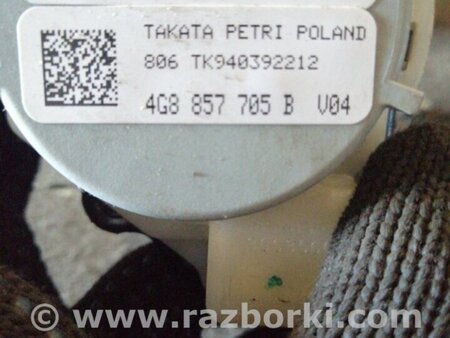 TAKATA PETRI POLAND
806 TK940392212
4G8 857 705 B V04
www.razborki.com